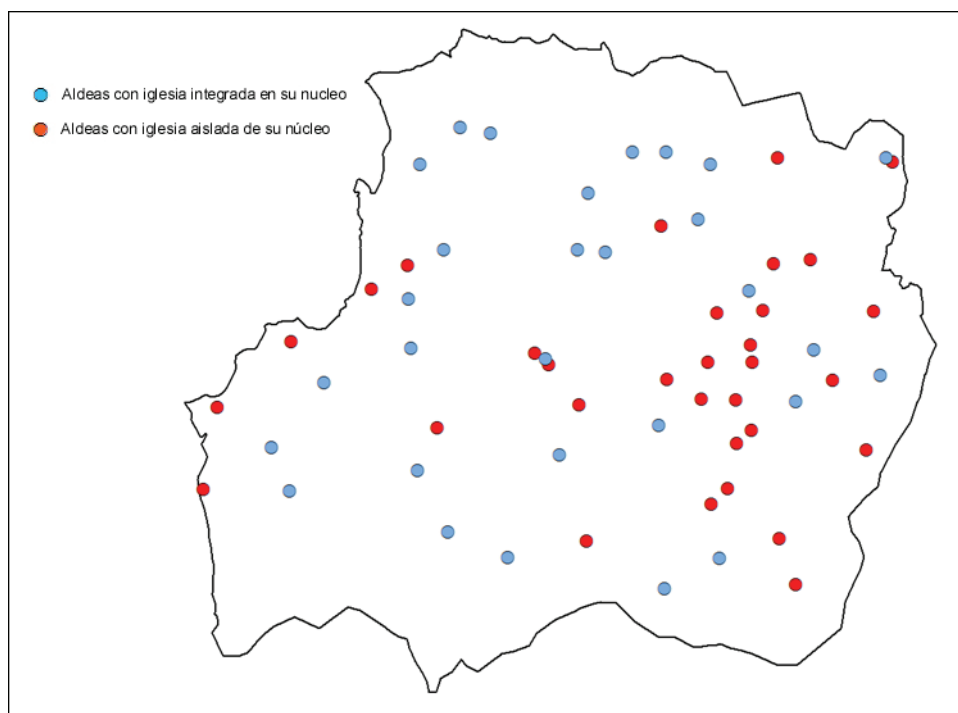 Aldeas con iglesia integrada en su nucleo
Aldeas con iglesia aislada de su núcleo